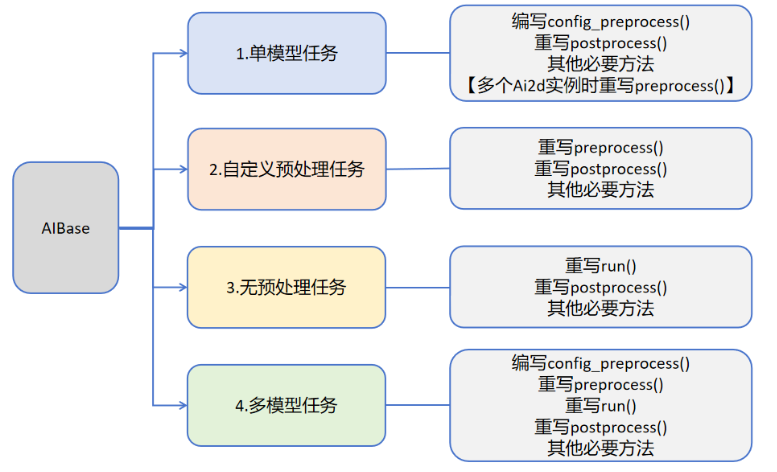 AIBase
1.单模型任务
编写config_preprocess()
重写postprocess()
其他必要方法
【多个Ai2d实例时重写preprocess()】
2.自定义预处理任务
重写preprocess()
重写postprocess()
其他必要方法
3.无预处理任务
重写run()
重写postprocess()
其他必要方法
4.多模型任务
编写config_preprocess()
重写preprocess()
重写run()
重写postprocess()
其他必要方法